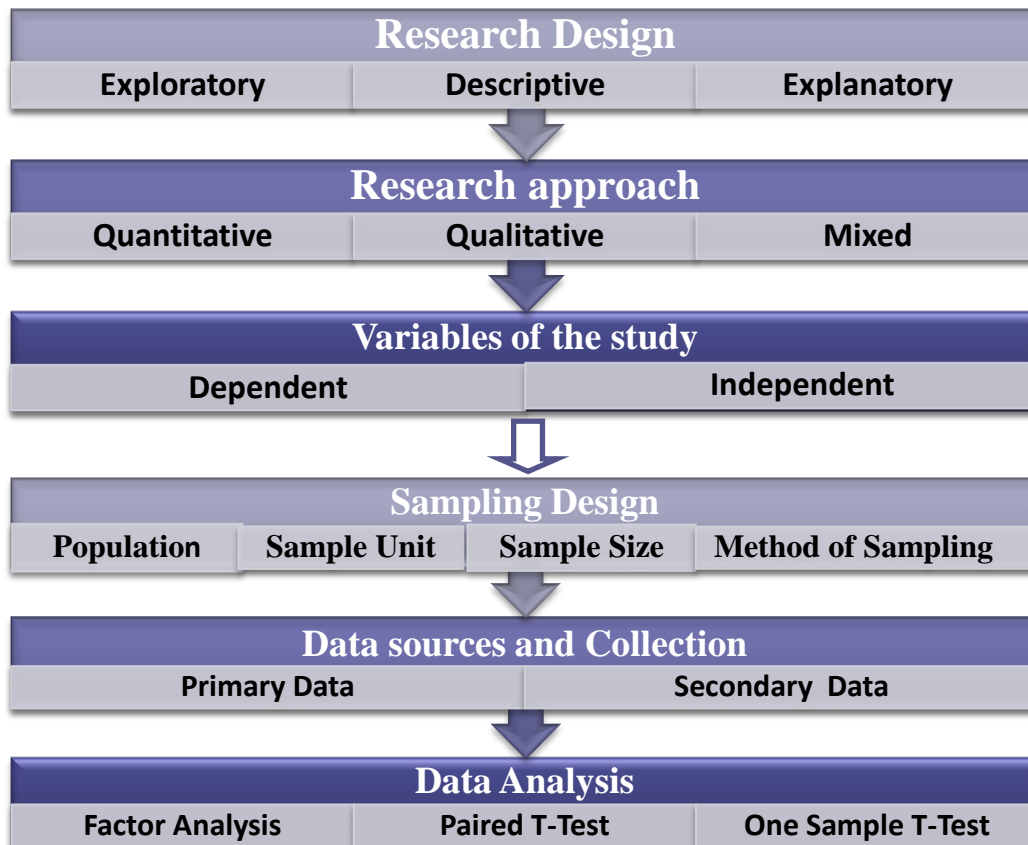 Research Design
Exploratory Descriptive Explanatory
Research approach
Quantitative Qualitative Mixed
Variables of the study
Dependent Independent
Sampling Design
Population Sample Unit Sample Size Method of Sampling
Data sources and Collection
Primary Data Secondary Data
Data Analysis
Factor Analysis Paired T-Test One Sample T-Test